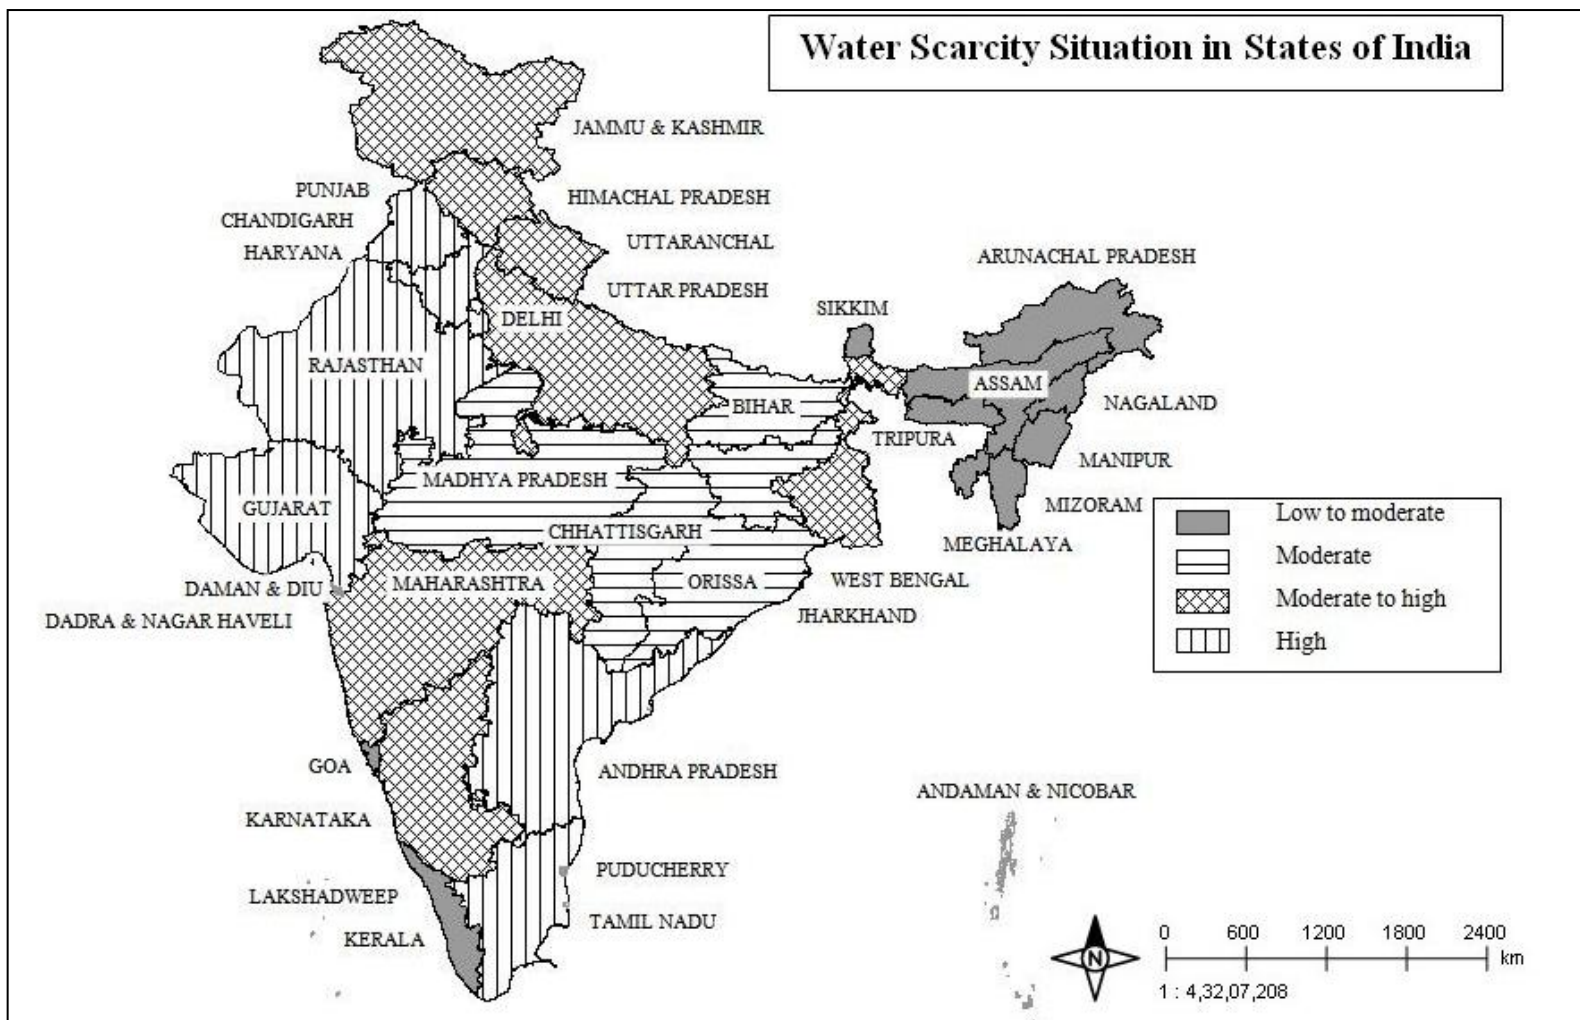 Water Scarcity Situation in States of India
JAMMU & KASHMIR
PUNJAB
HIMACHAL PRADESH
CHANDIGARH
UTTARANCHAL
HARYANA
ARUNACHAL PRADESH
UTTAR PRADESH
SIKKIM
DELHI
RAJASTHAN
ASSAM
BIHAR
NAGALAND
TRIPURA
MANIPUR
MADHYA PRADESH
GUJARAT
MIZORAM
CHHATTISGARH
MEGHALAYA
MAHARASHTRA
ORISSA
WEST BENGAL
DAMAN & DIU
JHARKHAND
DADRA & NAGAR HAVELI
Low to moderate
Moderate
Moderate to high
High
GOA
ANDHRA PRADESH
ANDAMAN & NICOBAR
KARNATAKA
PUDUCHERRY
LAKSHADWEEP
TAMIL NADU
KERALA
N
0 600 1200 1800 2400
km
1 : 4,32,07,208